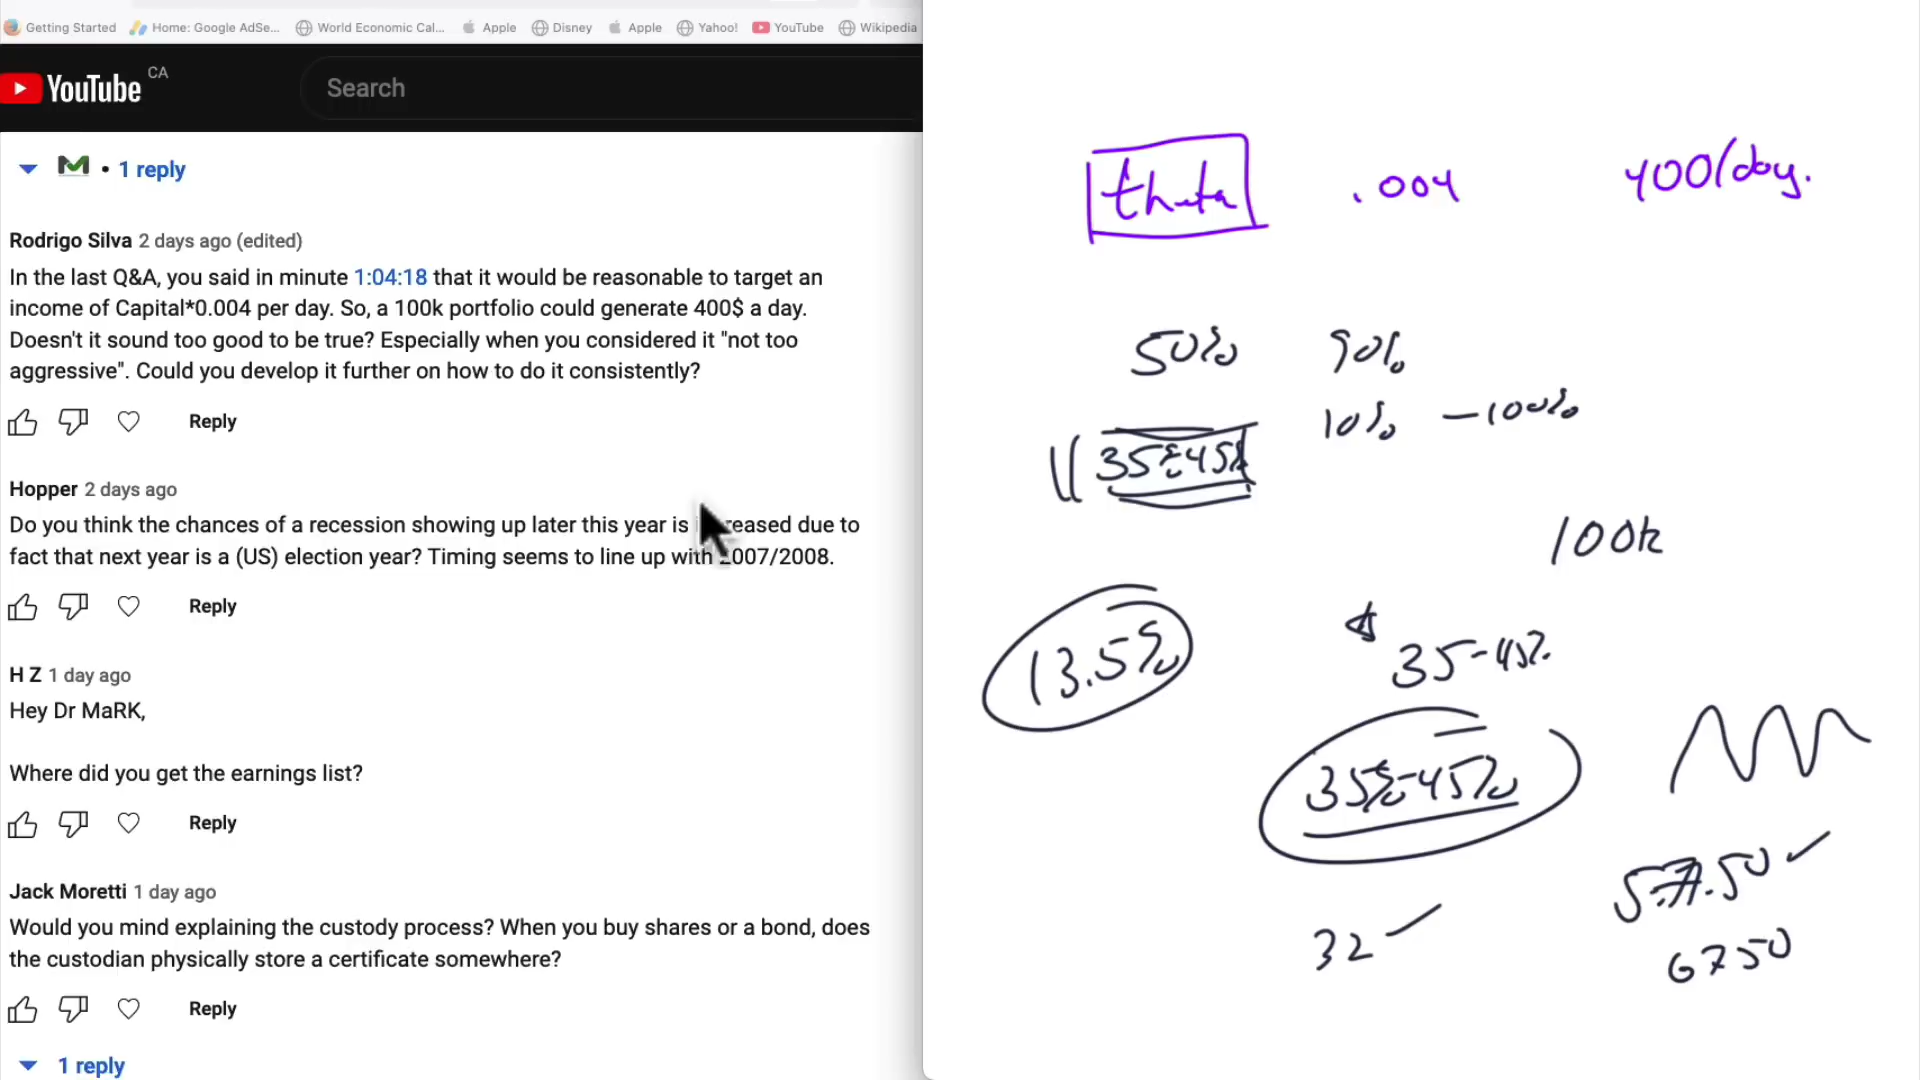 Getting Started Home: Google AdSe... World Economic Cal... Apple Disney Apple Yahoo! YouTube Wikipedia
YouTube CA
Search
• 1 reply
Rodrigo Silva 2 days ago (edited)
In the last Q&A, you said in minute 1:04:18 that it would be reasonable to target an
income of Capital*0.004 per day. So, a 100k portfolio could generate 400$ a day.
Doesn't it sound too good to be true? Especially when you considered it "not too
aggressive". Could you develop it further on how to do it consistently?
Reply
Hopper 2 days ago
Do you think the chances of a recession showing up later this year is increased due to
fact that next year is a (US) election year? Timing seems to line up with 2007/2008.
Reply
H Z 1 day ago
Hey Dr MaRK,
Where did you get the earnings list?
Reply
Jack Moretti 1 day ago
Would you mind explaining the custody process? When you buy shares or a bond, does
the custodian physically store a certificate somewhere?
Reply
1 reply
theta .004 400/day.
50% 90%
10% -100%
35%-45%
100k
13.5%
35-45%
35%-45%
32
6750